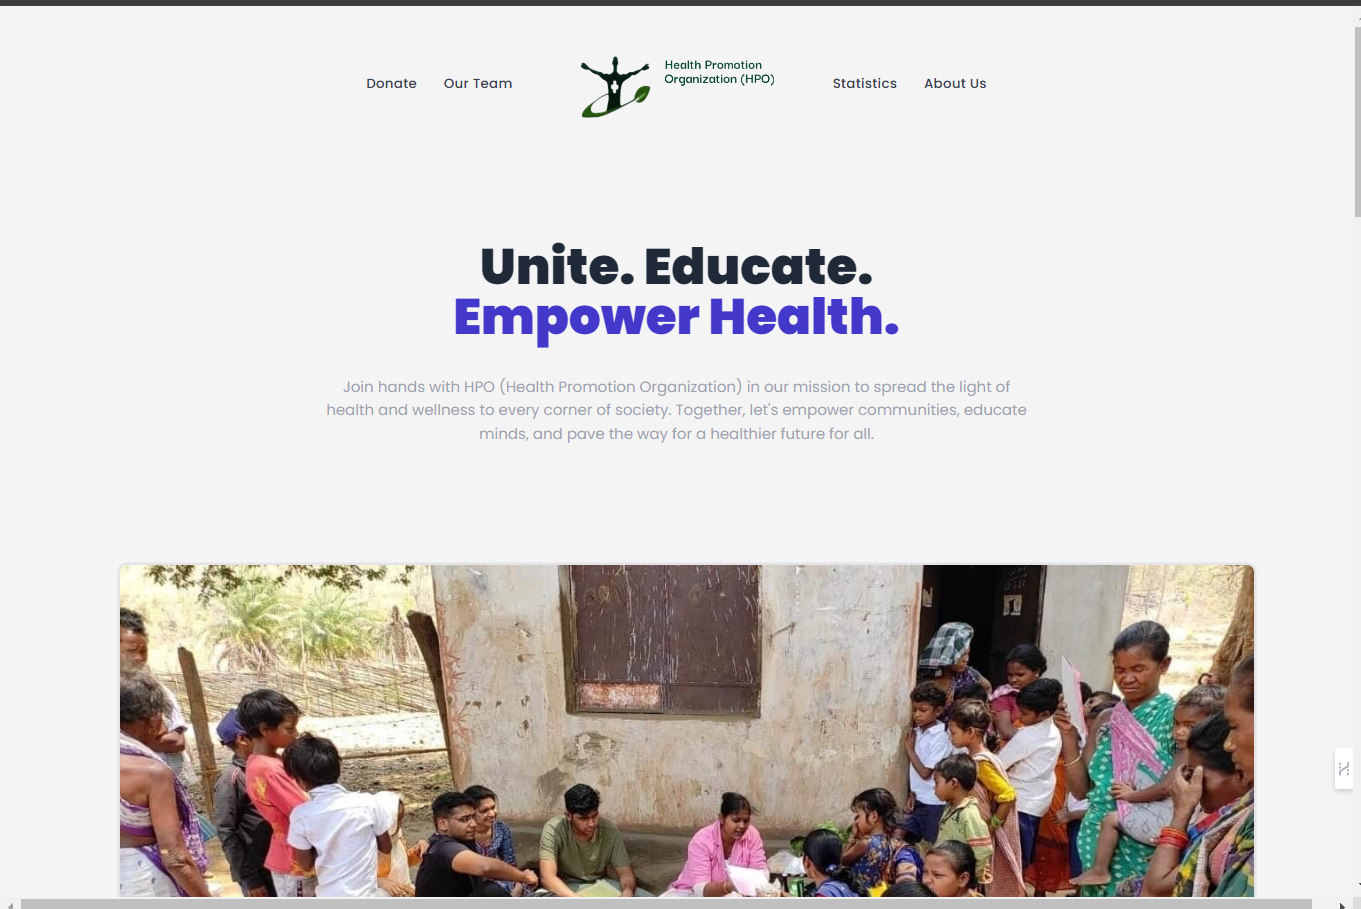 Donate
Our Team
Health Promotion
Organization (HPO)
Statistics
About Us
Unite. Educate.
Empower Health.
Join hands with HPO (Health Promotion Organization) in our mission to spread the light of
health and wellness to every corner of society. Together, let's empower communities, educate
minds, and pave the way for a healthier future for all.